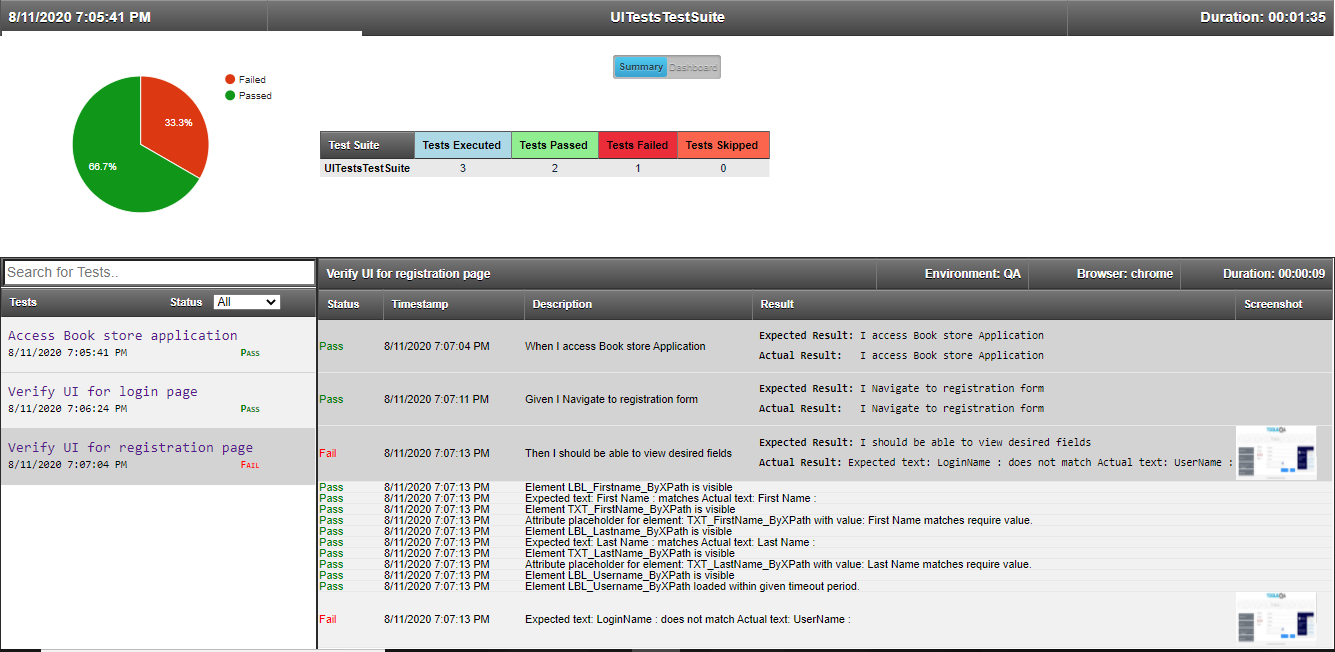 8/11/2020 7:05:41 PM UITestsTestSuite Duration: 00:01:35
Summary Dashboard
Failed
Passed
33.3%
66.7%
Test Suite Tests Executed Tests Passed Tests Failed Tests Skipped
UITestsTestSuite 3 2 1 0
Search for Tests..
Tests Status All
Access Book store application
8/11/2020 7:05:41 PM Pass
Verify UI for login page
8/11/2020 7:06:24 PM Pass
Verify UI for registration page
8/11/2020 7:07:04 PM Fail
Verify UI for registration page Environment: QA Browser: chrome Duration: 00:00:09
Status Timestamp Description Result Screenshot
Pass 8/11/2020 7:07:04 PM When I access Book store Application
Expected Result: I access Book store Application
Actual Result: I access Book store Application
Pass 8/11/2020 7:07:11 PM Given I Navigate to registration form
Expected Result: I Navigate to registration form
Actual Result: I Navigate to registration form
Fail 8/11/2020 7:07:13 PM Then I should be able to view desired fields
Expected Result: I should be able to view desired fields
Actual Result: Expected text: LoginName : does not match Actual text: UserName :
Pass 8/11/2020 7:07:13 PM Element LBL_Firstname_ByXPath is visible
Pass 8/11/2020 7:07:13 PM Expected text: First Name : matches Actual text: First Name :
Pass 8/11/2020 7:07:13 PM Element TXT_FirstName_ByXPath is visible
Pass 8/11/2020 7:07:13 PM Attribute placeholder for element: TXT_FirstName_ByXPath with value: First Name matches require value.
Pass 8/11/2020 7:07:13 PM Element LBL_Lastname_ByXPath is visible
Pass 8/11/2020 7:07:13 PM Expected text: Last Name : matches Actual text: Last Name :
Pass 8/11/2020 7:07:13 PM Element TXT_LastName_ByXPath is visible
Pass 8/11/2020 7:07:13 PM Attribute placeholder for element: TXT_LastName_ByXPath with value: Last Name matches require value.
Pass 8/11/2020 7:07:13 PM Element LBL_Username_ByXPath is visible
Pass 8/11/2020 7:07:13 PM Element LBL_Username_ByXPath loaded within given timeout period.
Fail 8/11/2020 7:07:13 PM Expected text: LoginName : does not match Actual text: UserName :